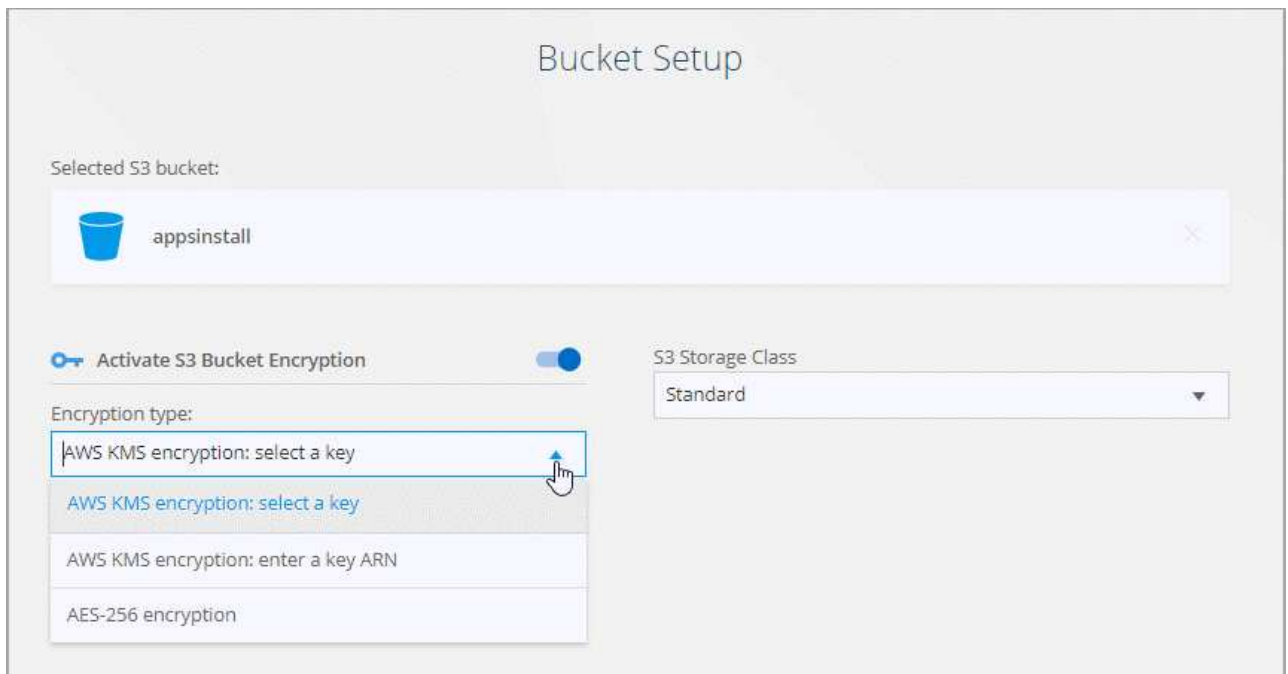 Bucket Setup
Selected S3 bucket:
appsinstall
Activate S3 Bucket Encryption
S3 Storage Class
Standard
Encryption type:
AWS KMS encryption: select a key
AWS KMS encryption: select a key
AWS KMS encryption: enter a key ARN
AES-256 encryption